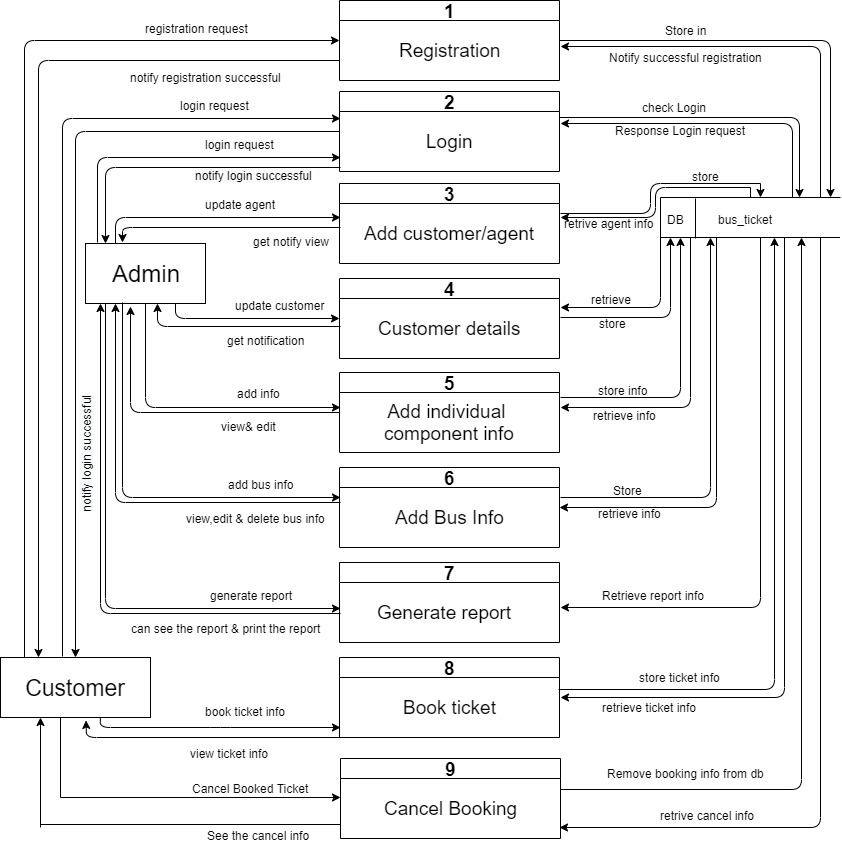 1
registration request
Store in
Registration
Notify successful registration
notify registration successful
2
login request
check Login
Response Login request
Login
login request
notify login successful
store
3
update agent
retrive agent info
DB
bus_ticket
Add customer/agent
get notify view
Admin
4
retrieve
update customer
store
Customer details
get notification
5
add info
store info
Add individual
component info
retrieve info
view& edit
notify login successful
6
add bus info
Store
Add Bus Info
retrieve info
view,edit & delete bus info
7
generate report
Retrieve report info
Generate report
can see the report & print the report
8
store ticket info
Customer
book ticket info
Book ticket
retrieve ticket info
view ticket info
9
Remove booking info from db
Cancel Booked Ticket
Cancel Booking
retrive cancel info
See the cancel info